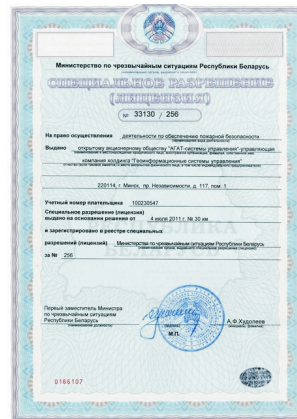 Министерство по чрезвычайным ситуациям Республики Беларусь
СПЕЦИАЛЬНОЕ РАЗРЕШЕНИЕ
(ЛИЦЕНЗИЯ)
№ 33130 / 256
На право осуществления деятельности по обеспечению пожарной безопасности
Выдано открытому акционерному обществу "АГАТ-системы управления"-управляющая
компания холдинга "Геоинформационные системы управления"
220114, г. Минск, пр. Независимости, д. 117, пом. 1
Учетный номер плательщика 100230547
Специальное разрешение (лицензия)
выдано на основании решения от 4 июля 2011 г. № 30 км
и зарегистрировано в реестре специальных
разрешений (лицензий) Министерства по чрезвычайным ситуациям Республики Беларусь
за № 256
Первый заместитель Министра
по чрезвычайным ситуациям
Республики Беларусь
А.Ф.Худолеев
М.П.
0166107